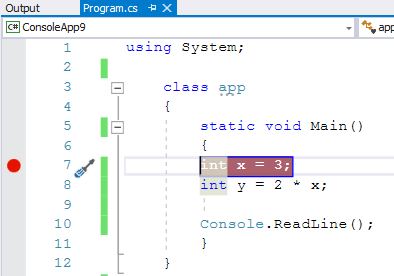 Output Program.cs
C# ConsoleApp9 app
1 using System;
2
3 class app
4 {
5 static void Main()
6 {
7 int x = 3;
8 int y = 2 * x;
9
10 Console.ReadLine();
11 }
12 }